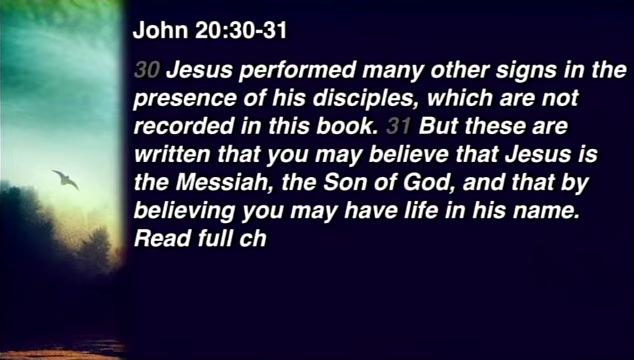 John 20:30-31
30 Jesus performed many other signs in the
presence of his disciples, which are not
recorded in this book. 31 But these are
written that you may believe that Jesus is
the Messiah, the Son of God, and that by
believing you may have life in his name.
Read full ch